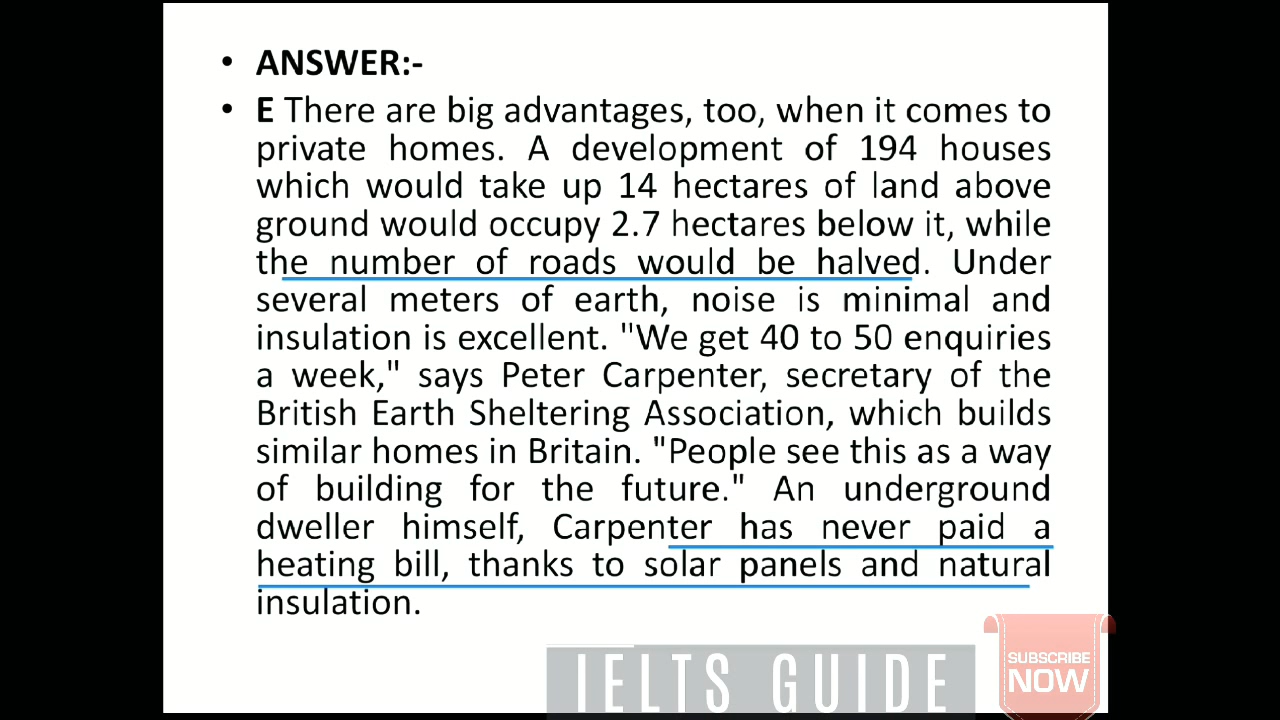 • ANSWER:-
• E There are big advantages, too, when it comes to
private homes. A development of 194 houses
which would take up 14 hectares of land above
ground would occupy 2.7 hectares below it, while
the number of roads would be halved. Under
several meters of earth, noise is minimal and
insulation is excellent. "We get 40 to 50 enquiries
a week," says Peter Carpenter, secretary of the
British Earth Sheltering Association, which builds
similar homes in Britain. "People see this as a way
of building for the future." An underground
dweller himself, Carpenter has never paid a
heating bill, thanks to solar panels and natural
insulation.
IELTS GUIDE
SUBSCRIBE
NOW